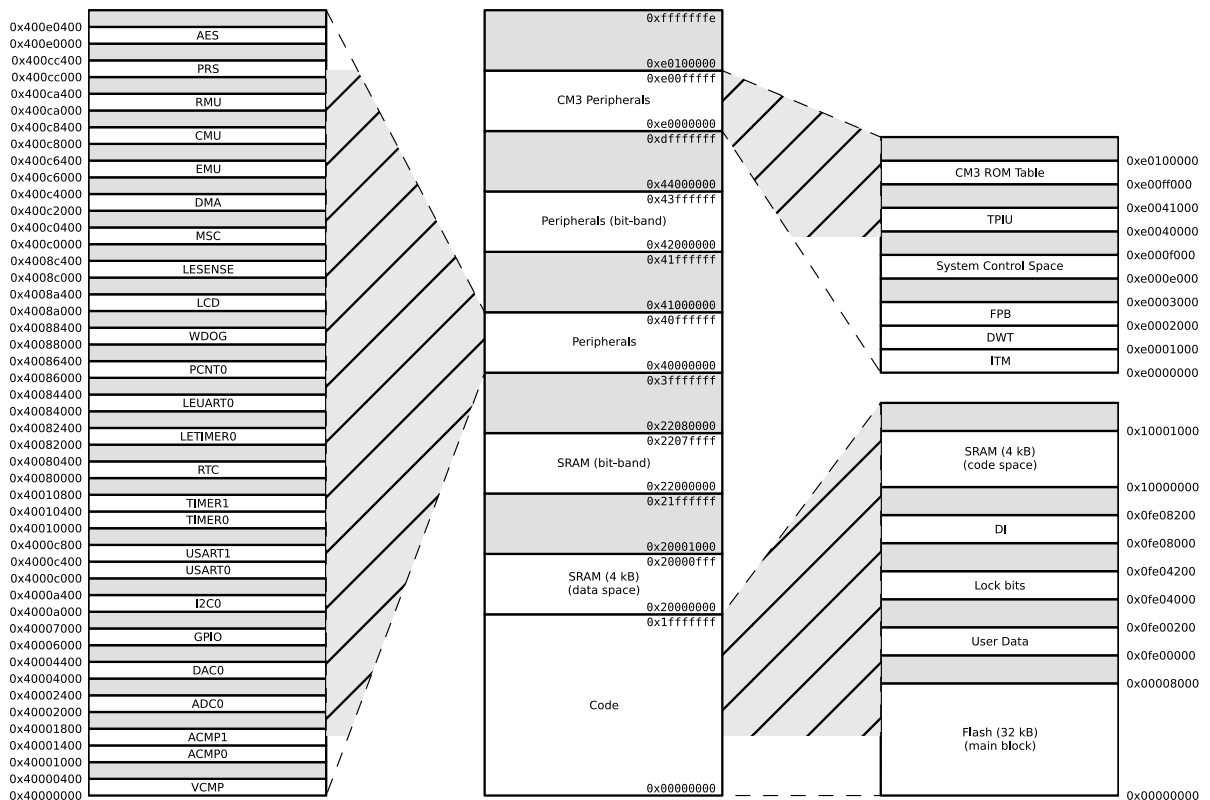 0x400e0400
AES
0x400e0000
0x400cc400
PRS
0x400cc000
0x400ca400
RMU
0x400ca000
0x400c8400
CMU
0x400c8000
0x400c6400
EMU
0x400c6000
0x400c4000
DMA
0x400c2000
0x400c0400
MSC
0x400c0000
0x4008c400
LESENSE
0x4008c000
0x4008a400
LCD
0x4008a000
0x40088400
WDOG
0x40088000
0x40086400
PCNT0
0x40086000
0x40084400
LEUART0
0x40084000
0x40082400
LETIMER0
0x40082000
0x40080400
RTC
0x40080000
0x40010800
TIMER1
0x40010400
TIMER0
0x40010000
0x4000c800
USART1
0x4000c400
USART0
0x4000c000
0x4000a400
I2C0
0x4000a000
0x40007000
GPIO
0x40006000
0x40004400
DAC0
0x40004000
0x40002400
ADC0
0x40002000
0x40001800
ACMP1
0x40001400
ACMP0
0x40001000
0x40000400
VCMP
0x40000000
0xfffffffe
0xe0100000
0xe00fffff
CM3 Peripherals
0xe0000000
0xdfffffff
0x44000000
0x43ffffff
Peripherals (bit-band)
0x42000000
0x41ffffff
0x41000000
0x40ffffff
Peripherals
0x40000000
0x3fffffff
0x22080000
0x2207ffff
SRAM (bit-band)
0x22000000
0x21ffffff
0x20001000
0x20000fff
SRAM (4 kB)
(data space)
0x20000000
0x1fffffff
Code
0x00000000
0xe0100000
CM3 ROM Table
0xe00ff000
0xe0041000
TPIU
0xe0040000
0xe000f000
System Control Space
0xe000e000
0xe0003000
FPB
0xe0002000
DWT
0xe0001000
ITM
0xe0000000
0x10001000
SRAM (4 kB)
(code space)
0x10000000
0x0fe08200
DI
0x0fe08000
0x0fe04200
Lock bits
0x0fe04000
0x0fe00200
User Data
0x0fe00000
0x00008000
Flash (32 kB)
(main block)
0x00000000